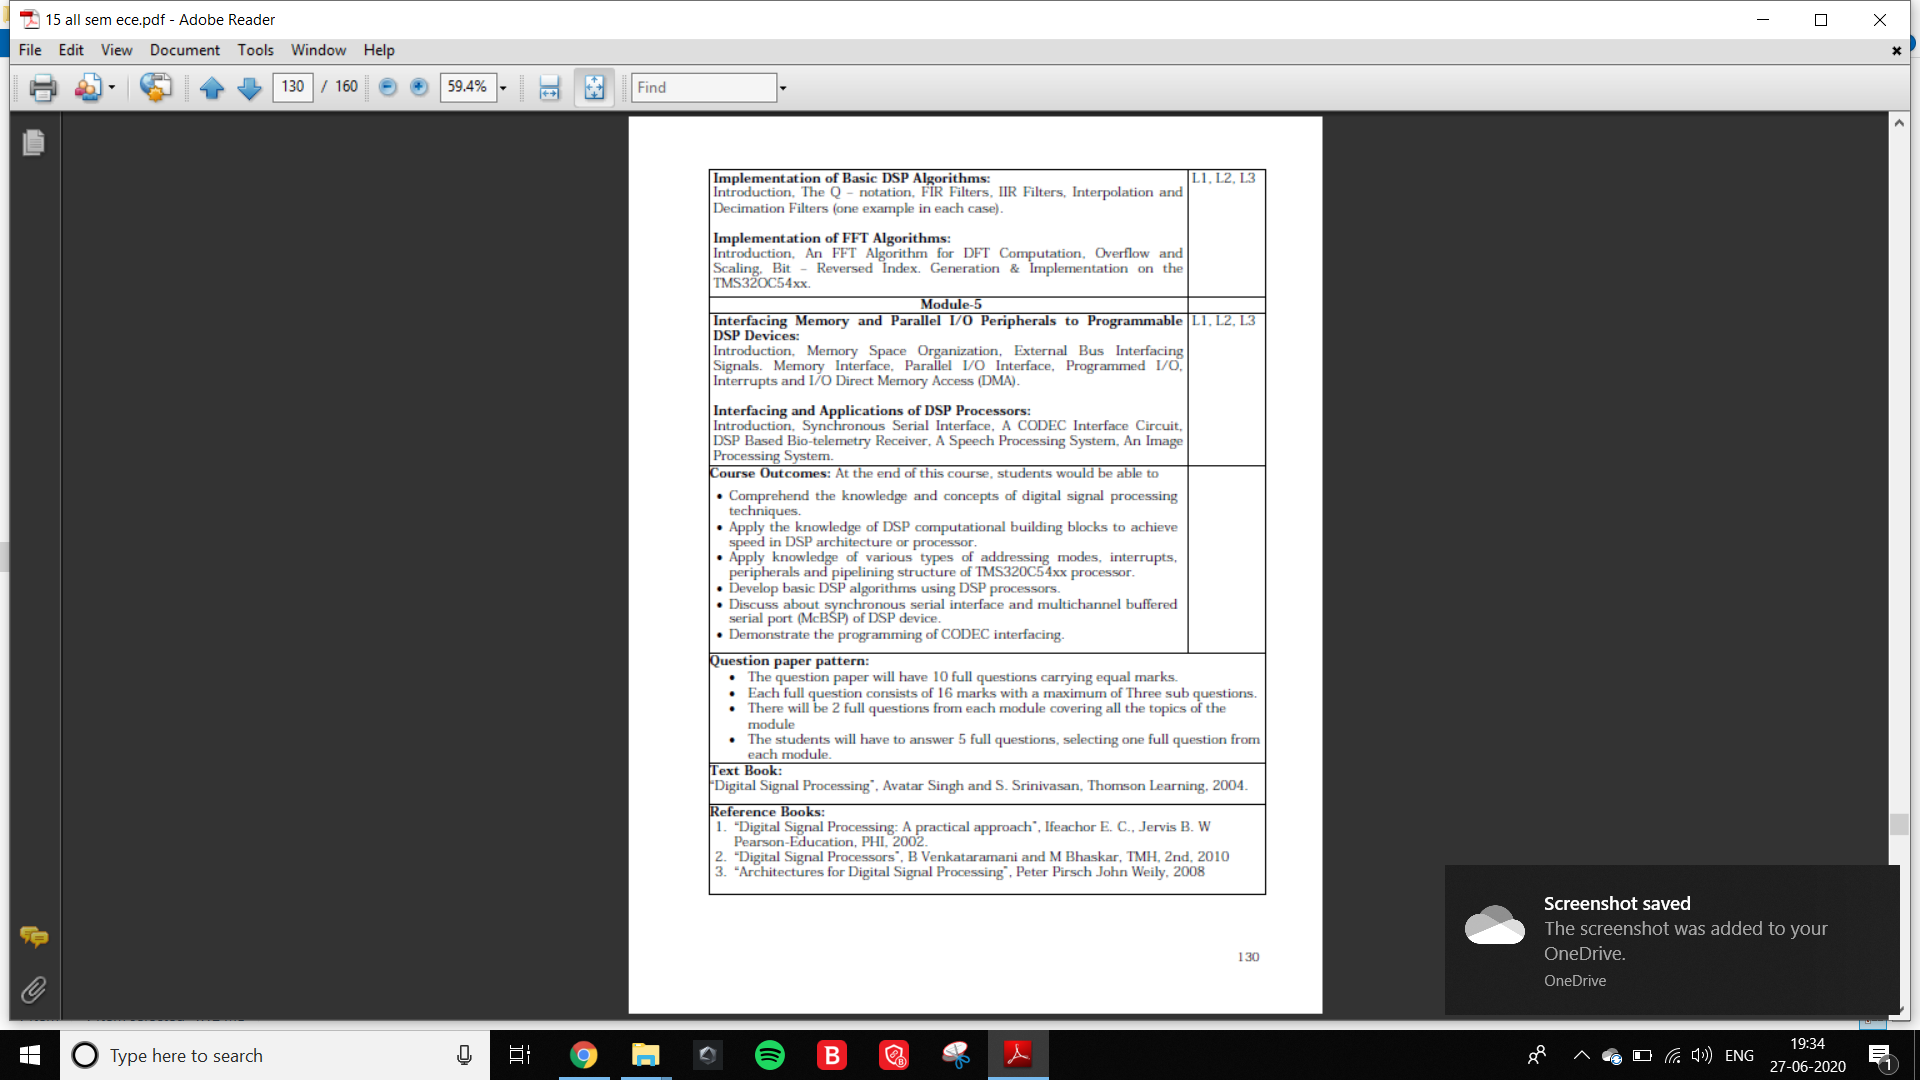 15 all sem ece.pdf - Adobe Reader
File Edit View Document Tools Window Help
130 / 160 59.4% Find
Implementation of Basic DSP Algorithms: L1, L2, L3
Introduction, The Q – notation, FIR Filters, IIR Filters, Interpolation and
Decimation Filters (one example in each case).
Implementation of FFT Algorithms:
Introduction, An FFT Algorithm for DFT Computation, Overflow and
Scaling, Bit – Reversed Index. Generation & Implementation on the
TMS32OC54xx.
Module-5
Interfacing Memory and Parallel I/O Peripherals to Programmable L1, L2, L3
DSP Devices:
Introduction, Memory Space Organization, External Bus Interfacing
Signals. Memory Interface, Parallel I/O Interface, Programmed I/O,
Interrupts and I/O Direct Memory Access (DMA).
Interfacing and Applications of DSP Processors:
Introduction, Synchronous Serial Interface, A CODEC Interface Circuit,
DSP Based Bio-telemetry Receiver, A Speech Processing System, An Image
Processing System.
Course Outcomes: At the end of this course, students would be able to
• Comprehend the knowledge and concepts of digital signal processing
techniques.
• Apply the knowledge of DSP computational building blocks to achieve
speed in DSP architecture or processor.
• Apply knowledge of various types of addressing modes, interrupts,
peripherals and pipelining structure of TMS320C54xx processor.
• Develop basic DSP algorithms using DSP processors.
• Discuss about synchronous serial interface and multichannel buffered
serial port (McBSP) of DSP device.
• Demonstrate the programming of CODEC interfacing.
Question paper pattern:
• The question paper will have 10 full questions carrying equal marks.
• Each full question consists of 16 marks with a maximum of Three sub questions.
• There will be 2 full questions from each module covering all the topics of the
module
• The students will have to answer 5 full questions, selecting one full question from
each module.
Text Book:
"Digital Signal Processing", Avatar Singh and S. Srinivasan, Thomson Learning, 2004.
Reference Books:
1. "Digital Signal Processing: A practical approach", Ifeachor E. C., Jervis B. W
Pearson-Education, PHI, 2002.
2. "Digital Signal Processors", B Venkataramani and M Bhaskar, TMH, 2nd, 2010
3. "Architectures for Digital Signal Processing", Peter Pirsch John Weily, 2008
130
Screenshot saved
The screenshot was added to your
OneDrive.
OneDrive
Type here to search
ENG
19:34
27-06-2020
1